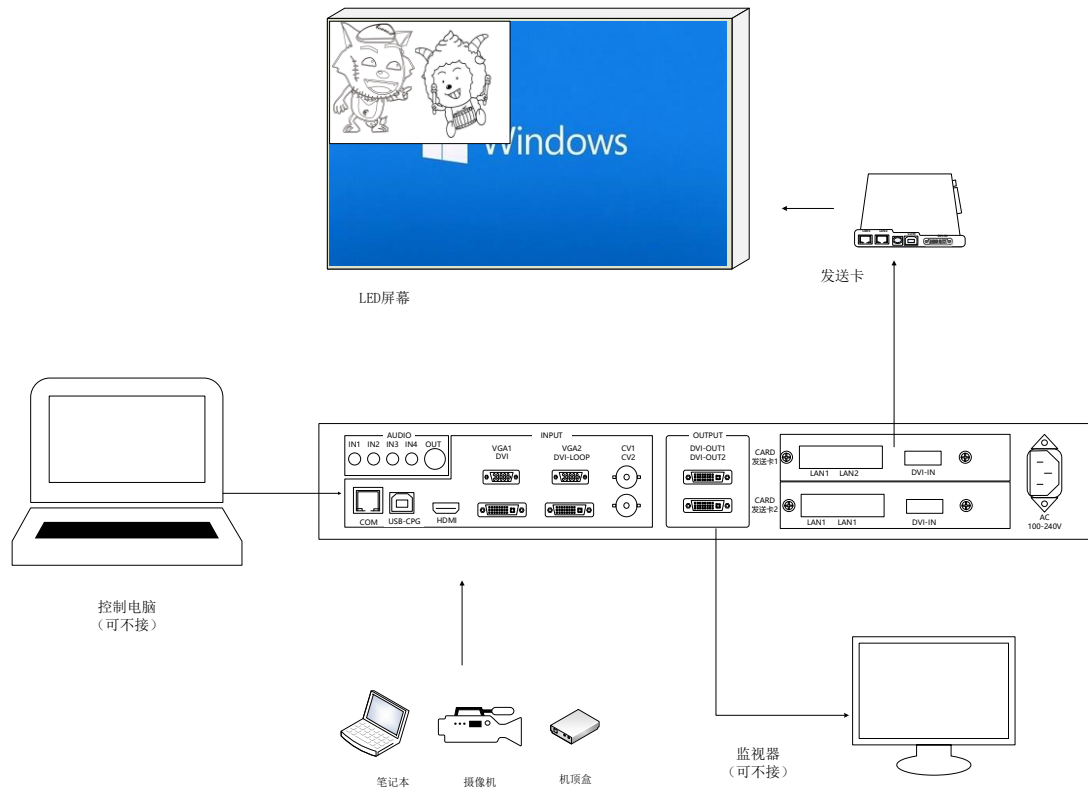 Windows
LED屏幕
发送卡
AUDIO
IN1 IN2 IN3 IN4 OUT
INPUT
VGA1
DVI
VGA2
DVI-LOOP
CV1
CV2
COM
USB-CPG
HDMI
OUTPUT
DVI-OUT1
DVI-OUT2
CARD
发送卡1
LAN1 LAN2
DVI-IN
CARD
发送卡2
LAN1 LAN1
DVI-IN
AC
100-240V
控制电脑
（可不接）
笔记本
摄像机
机顶盒
监视器
（可不接）